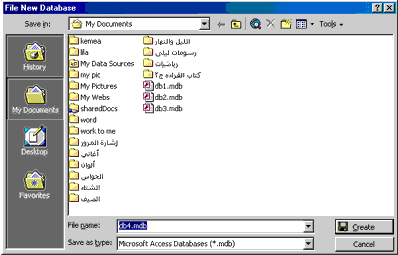 File New Database
Save in: My Documents Tools
History
My Documents
Desktop
Favorites
kemea
lila
My Data Sources
my pic
My Pictures
My Webs
sharedDocs
word
work to me
إشارة المرور
أغاني
ألوان
الحواس
الشتاء
الصيف
الليل والنهار
رسومات ليلى
رياضيات
كتاب القراءه ج٢
db1.mdb
db2.mdb
db3.mdb
File name: db4.mdb Create
Save as type: Microsoft Access Databases (*.mdb) Cancel